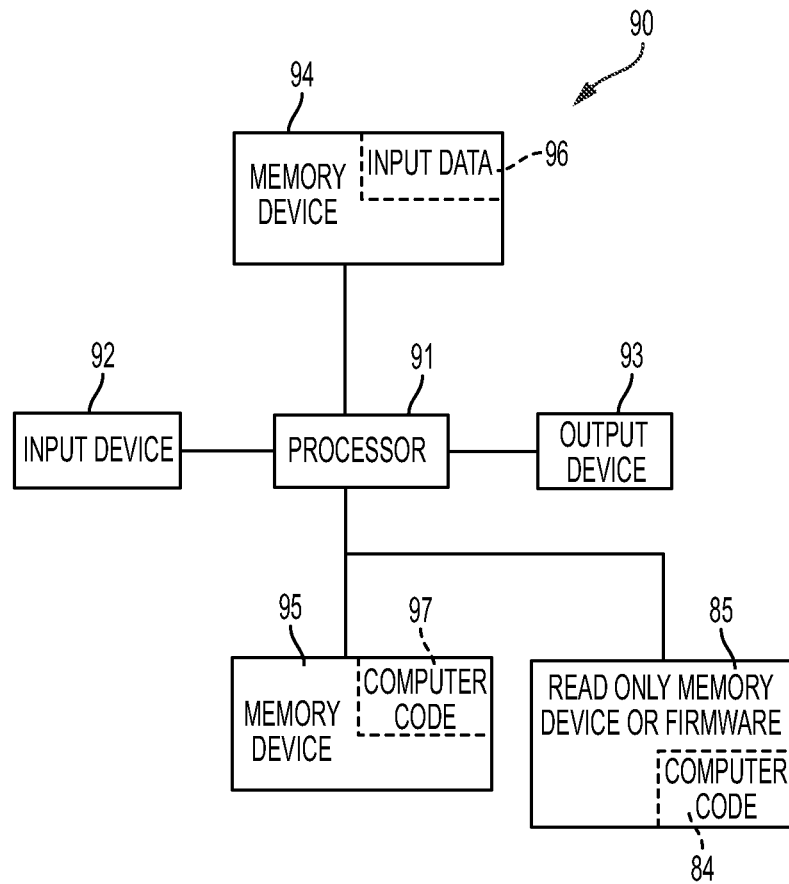 90
94
MEMORY
DEVICE
INPUT DATA
96
92
91
93
INPUT DEVICE
PROCESSOR
OUTPUT
DEVICE
95
97
85
MEMORY
DEVICE
COMPUTER
CODE
READ ONLY MEMORY
DEVICE OR FIRMWARE
COMPUTER
CODE
84